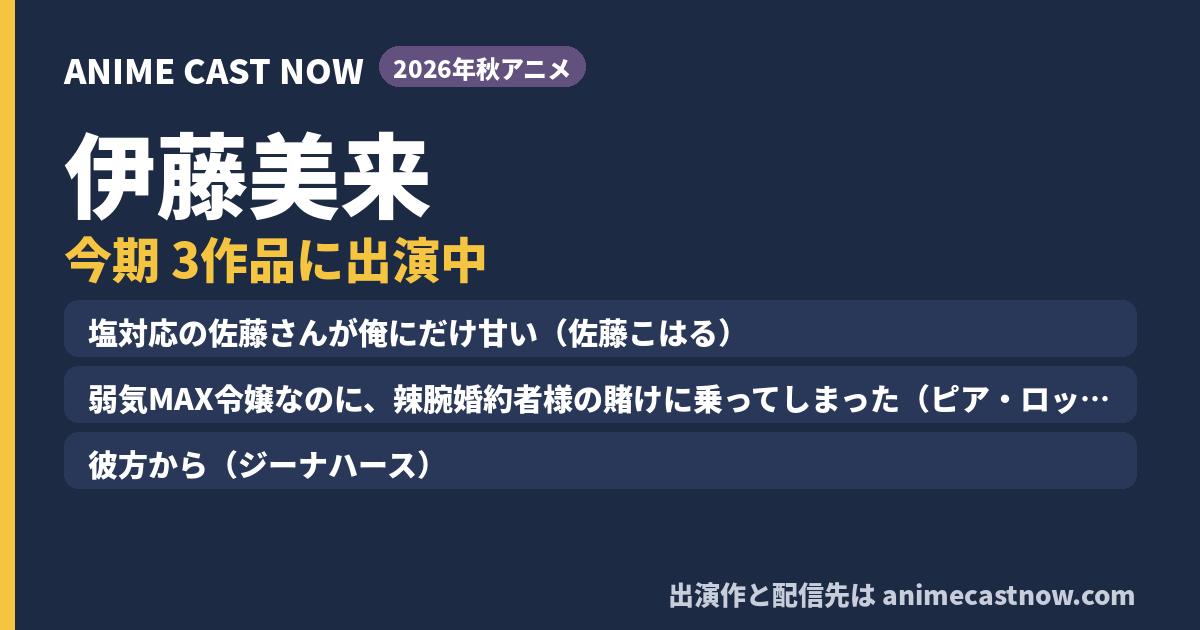 ANIME CAST NOW 2026年秋アニメ
伊藤美来
今期 3作品に出演中
塩対応の佐藤さんが俺にだけ甘い（佐藤こはる）
弱気MAX令嬢なのに、辣腕婚約者様の賭けに乗ってしまった（ピア・ロッ…
彼方から（ジーナハース）
出演作と配信先は animecastnow.com